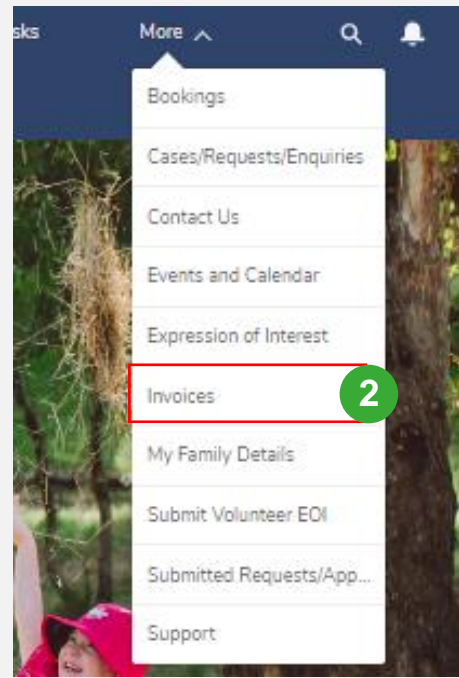 sks
More
Bookings
Cases/Requests/Enquiries
Contact Us
Events and Calendar
Expression of Interest
Invoices
2
My Family Details
Submit Volunteer EOI
Submitted Requests/App...
Support